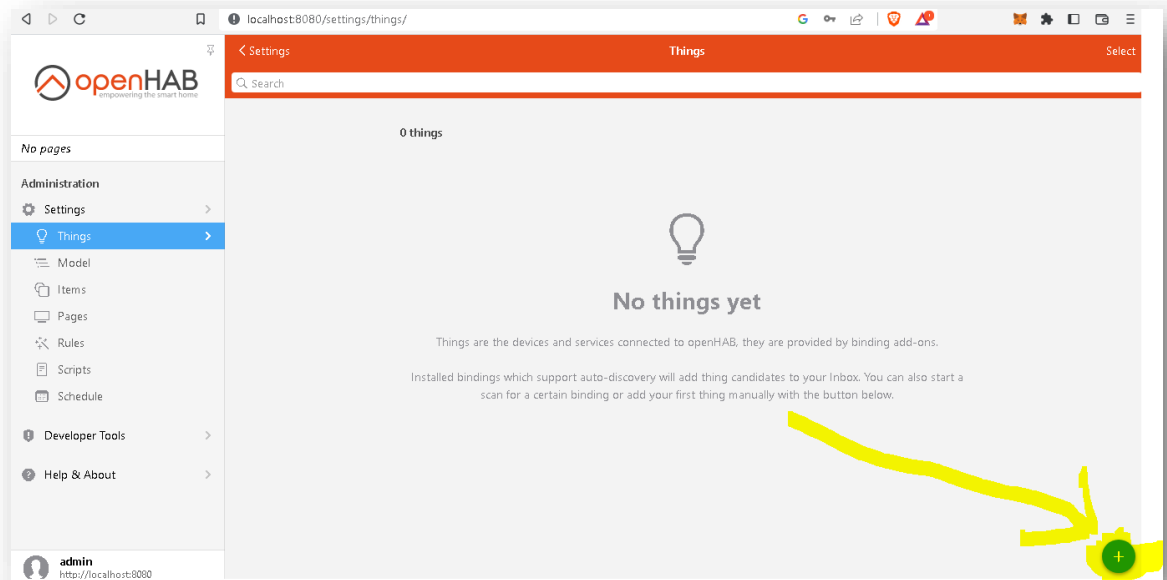 localhost:8080/settings/things/
openHAB
empowering the smart home
No pages
Administration
Settings
Things
Model
Items
Pages
Rules
Scripts
Schedule
Developer Tools
Help & About
admin
http://localhost:8080
Settings
Things
Select
Search
0 things
No things yet
Things are the devices and services connected to openHAB, they are provided by binding add-ons.
Installed bindings which support auto-discovery will add thing candidates to your Inbox. You can also start a
scan for a certain binding or add your first thing manually with the button below.